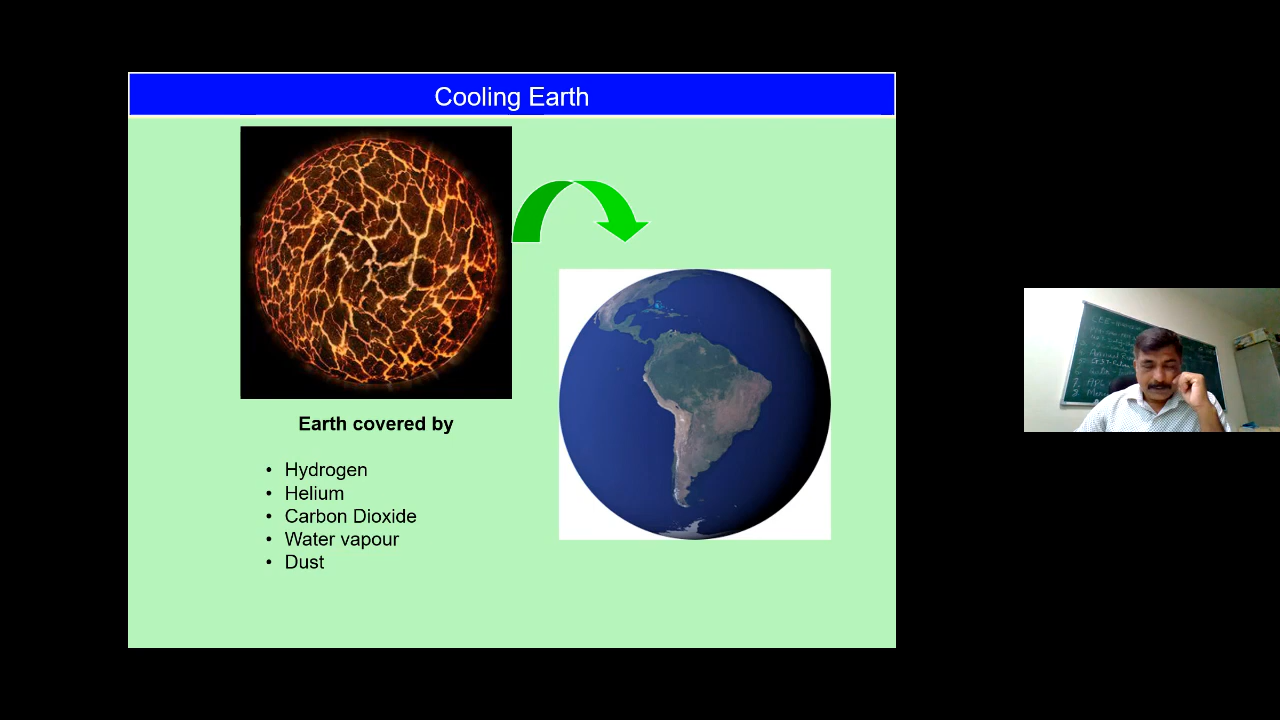 Cooling Earth
Earth covered by
• Hydrogen
• Helium
• Carbon Dioxide
• Water vapour
• Dust